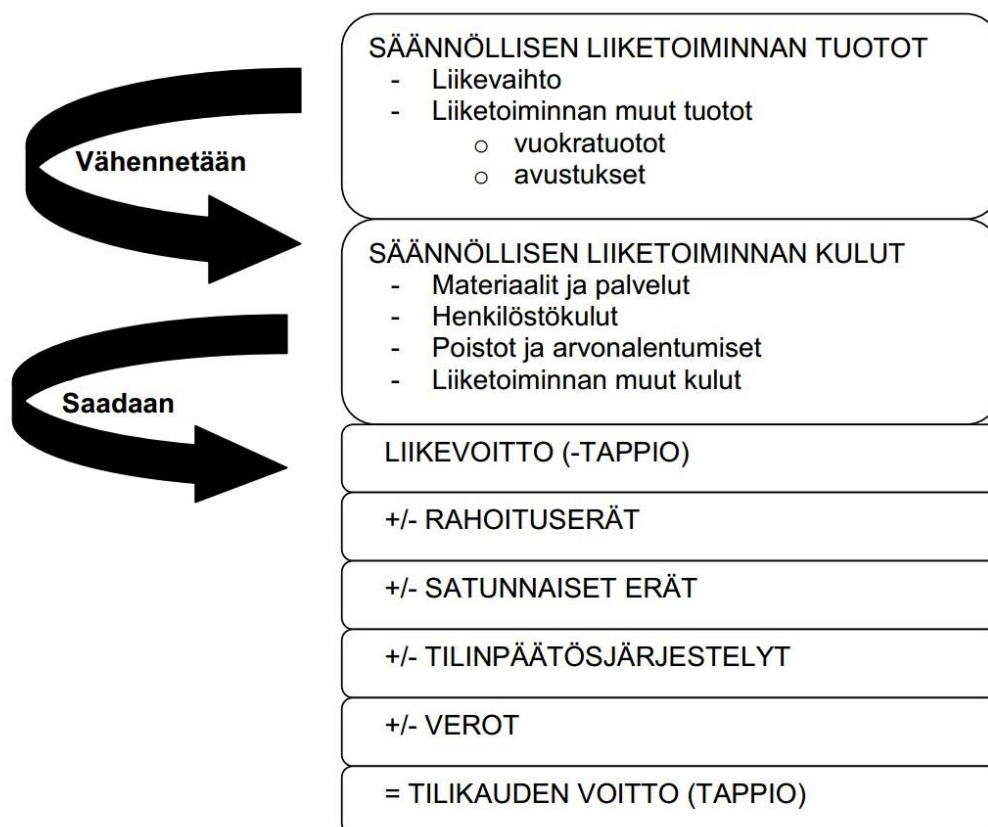 SÄÄNNÖLLISEN LIIKETOIMINNAN TUOTOT
- Liikevaihto
- Liiketoiminnan muut tuotot
o vuokratuotot
o avustukset
Vähennetään
SÄÄNNÖLLISEN LIIKETOIMINNAN KULUT
- Materiaalit ja palvelut
- Henkilöstökulut
- Poistot ja arvonalentumiset
- Liiketoiminnan muut kulut
Saadaan
LIIKEVOITTO (-TAPPIO)
+/- RAHOITUSERÄT
+/- SATUNNAISET ERÄT
+/- TILINPÄÄTÖSJÄRJESTELYT
+/- VEROT
= TILIKAUDEN VOITTO (TAPPIO)